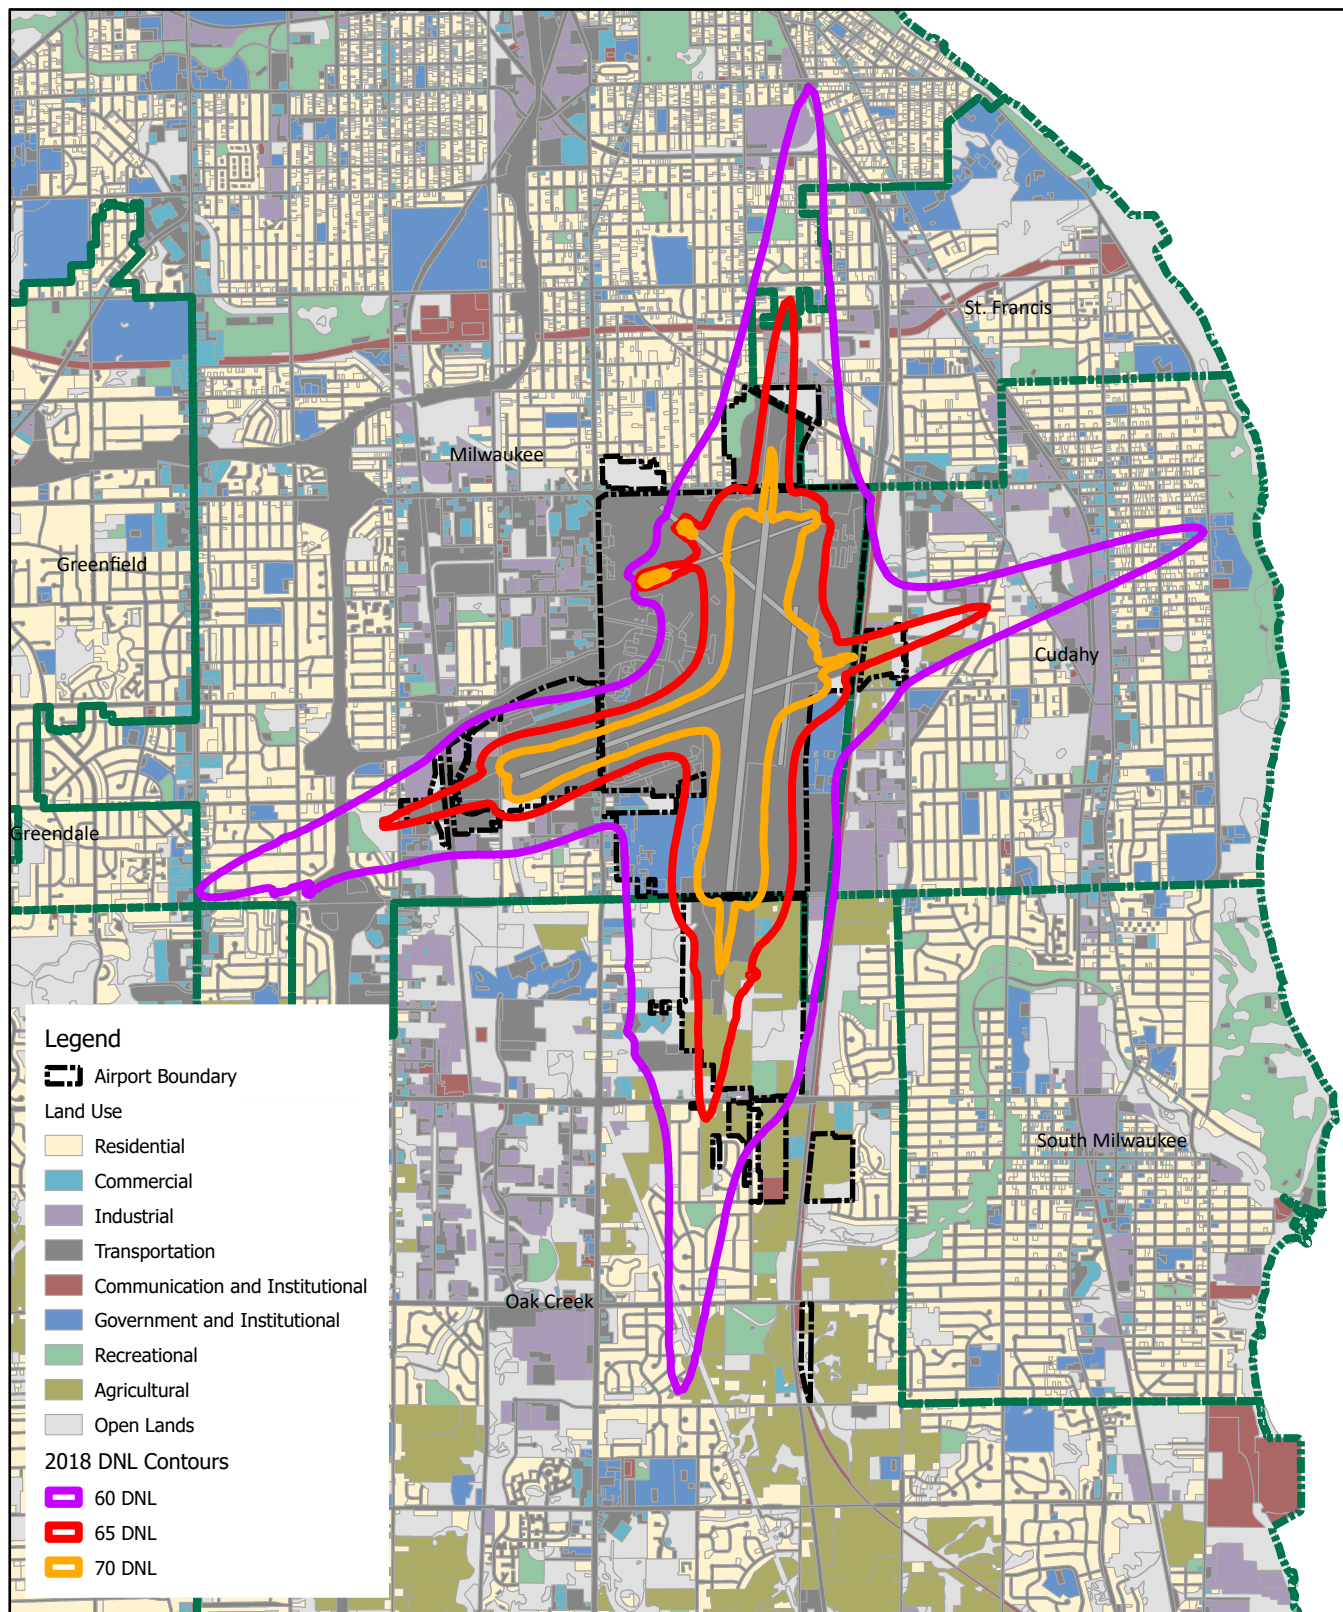 St. Francis
Milwaukee
Greenfield
Cudahy
Greendale
South Milwaukee
Oak Creek
Legend
Airport Boundary
Land Use
Residential
Commercial
Industrial
Transportation
Communication and Institutional
Government and Institutional
Recreational
Agricultural
Open Lands
2018 DNL Contours
60 DNL
65 DNL
70 DNL